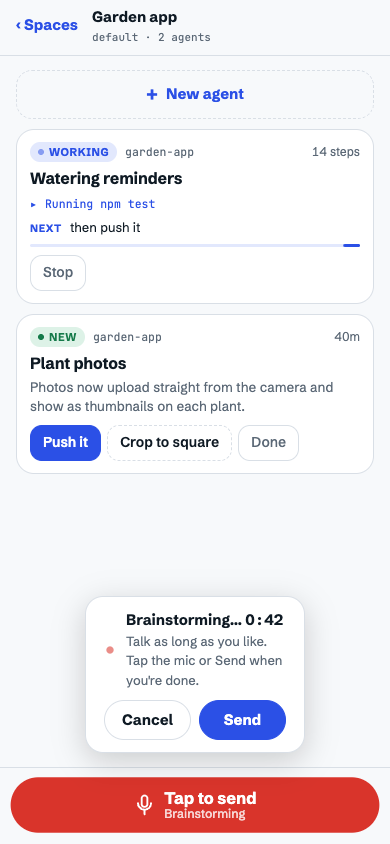 ‹ Spaces
Garden app
default · 2 agents
+ New agent
WORKING garden-app 14 steps
Watering reminders
▸ Running npm test
NEXT then push it
Stop
NEW garden-app 40m
Plant photos
Photos now upload straight from the camera and
show as thumbnails on each plant.
Push it Crop to square Done
Brainstorming... 0:42
Talk as long as you like.
Tap the mic or Send when
you're done.
Cancel Send
Tap to send
Brainstorming